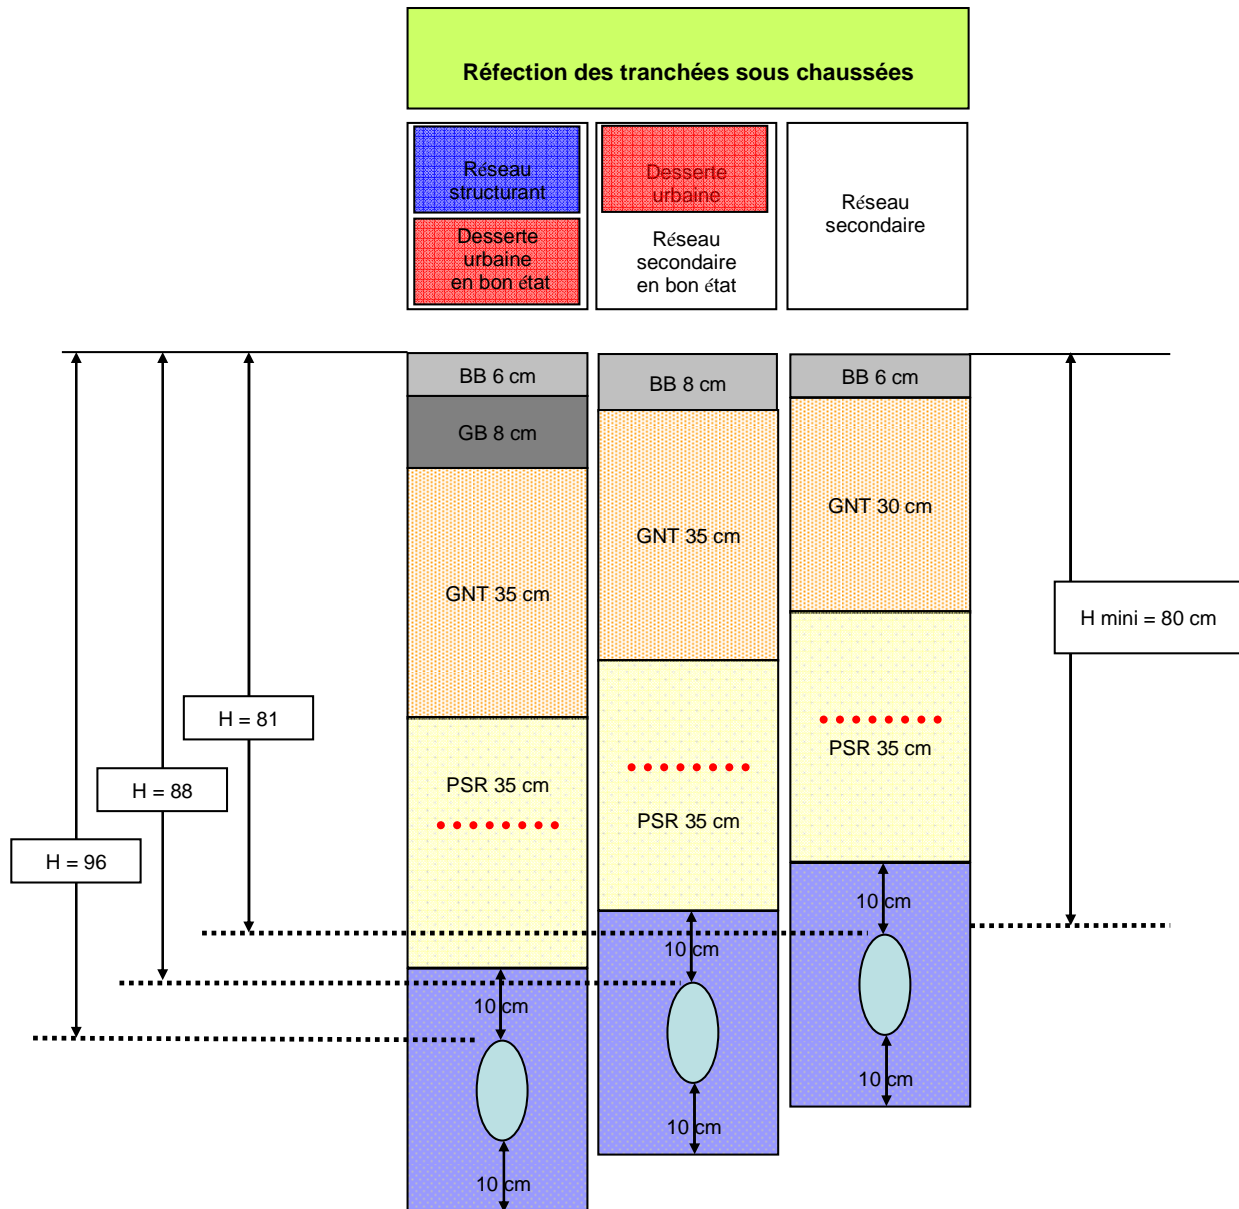 Réfection des tranchées sous chaussées
Réseau
structurant
Desserte
urbaine
en bon état
Desserte
urbaine
Réseau
secondaire
en bon état
Réseau
secondaire
BB 6 cm
GB 8 cm
GNT 35 cm
PSR 35 cm
10 cm
10 cm
BB 8 cm
GNT 35 cm
PSR 35 cm
10 cm
10 cm
BB 6 cm
GNT 30 cm
PSR 35 cm
10 cm
10 cm
H = 81
H = 88
H = 96
H mini = 80 cm